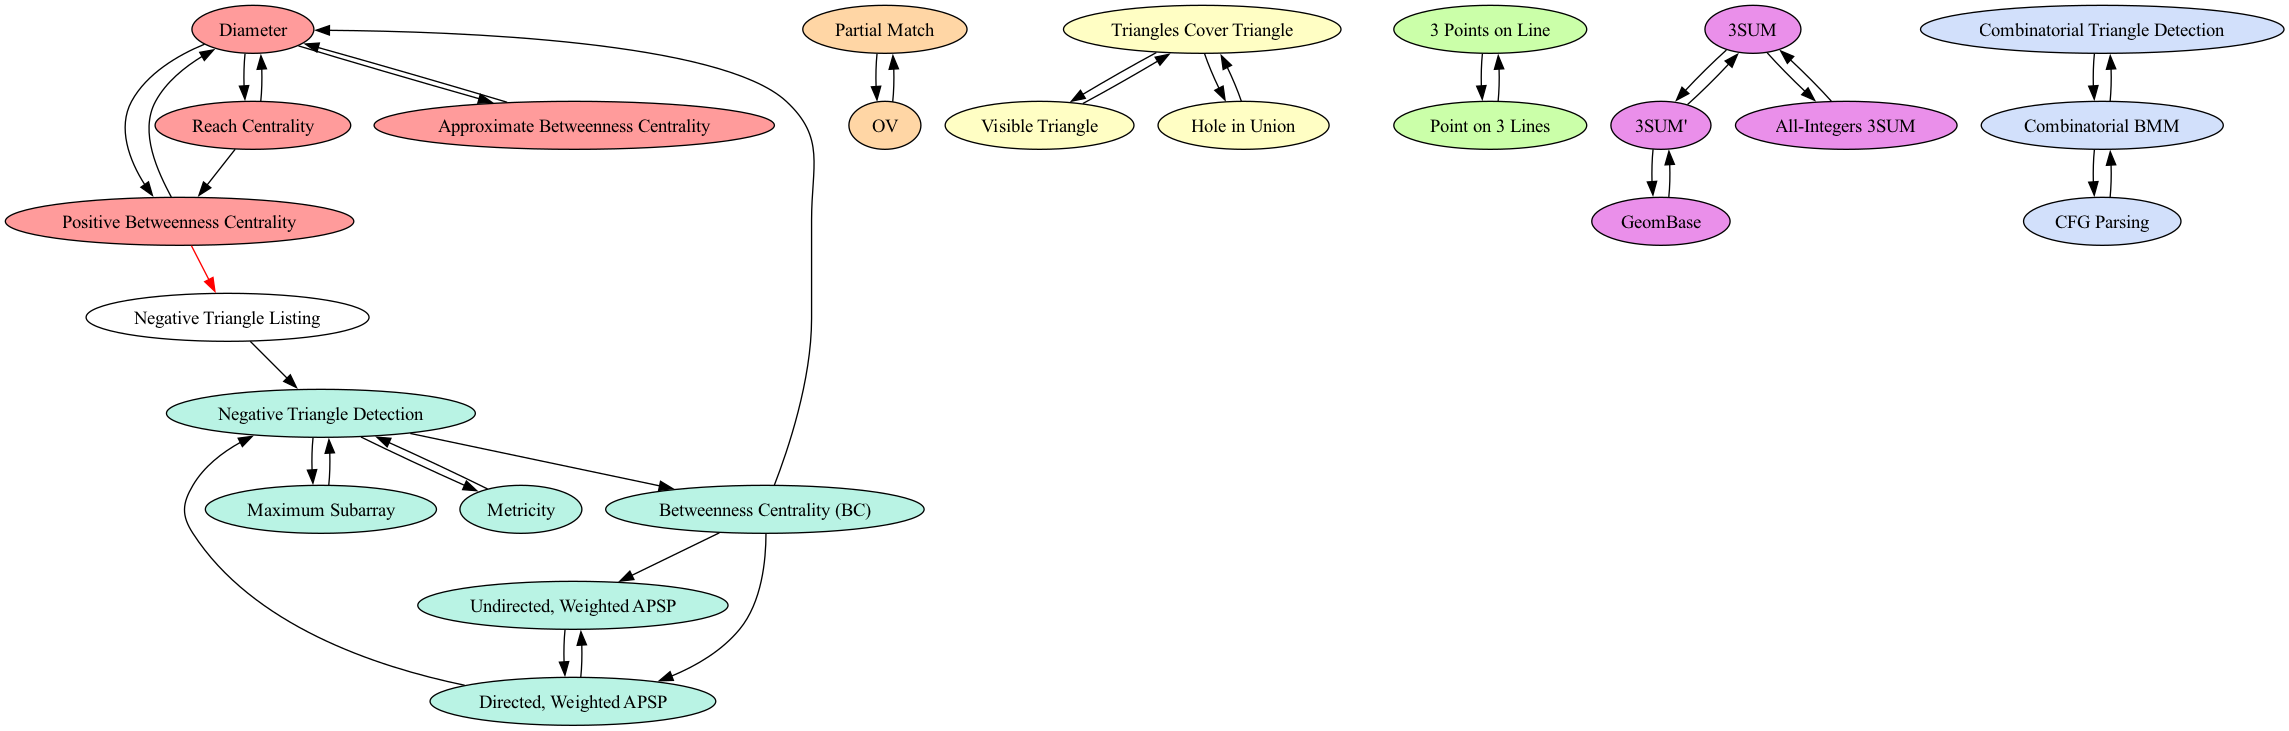 Diameter
Partial Match
Triangles Cover Triangle
3 Points on Line
3SUM
Combinatorial Triangle Detection
Reach Centrality
Approximate Betweenness Centrality
OV
Visible Triangle
Hole in Union
Point on 3 Lines
3SUM'
All-Integers 3SUM
Combinatorial BMM
Positive Betweenness Centrality
GeomBase
CFG Parsing
Negative Triangle Listing
Negative Triangle Detection
Maximum Subarray
Metricity
Betweenness Centrality (BC)
Undirected, Weighted APSP
Directed, Weighted APSP